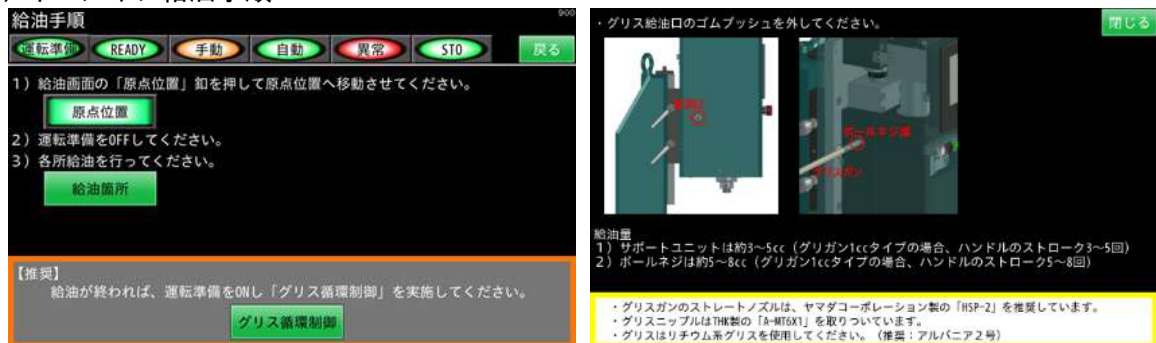 給油手順
900
運転準備 READY 手動 自動 異常 STO 戻る
1) 給油画面の「原点位置」釦を押して原点位置へ移動させてください。
原点位置
2) 運転準備をOFFしてください。
3) 各所給油を行ってください。
給油箇所
【推奨】
給油が終われば、運転準備をONし「グリス循環制御」を実施してください。
グリス循環制御
・グリス給油口のゴムブッシュを外してください。
閉じる
ボールネジ部
グリスガン
給油量
1) サポートユニットは約3~5cc (グリガン1ccタイプの場合、ハンドルのストローク3~5回)
2) ボールネジは約5~8cc (グリガン1ccタイプの場合、ハンドルのストローク5~8回)
・グリスガンのストレートノズルは、ヤマダコーポレーション製の「HSP-2」を推奨しています。
・グリスニップルはTHK製の「A-MT6X1」を取りついています。
・グリスはリチウム系グリスを使用してください。(推奨:アルバニア2号)